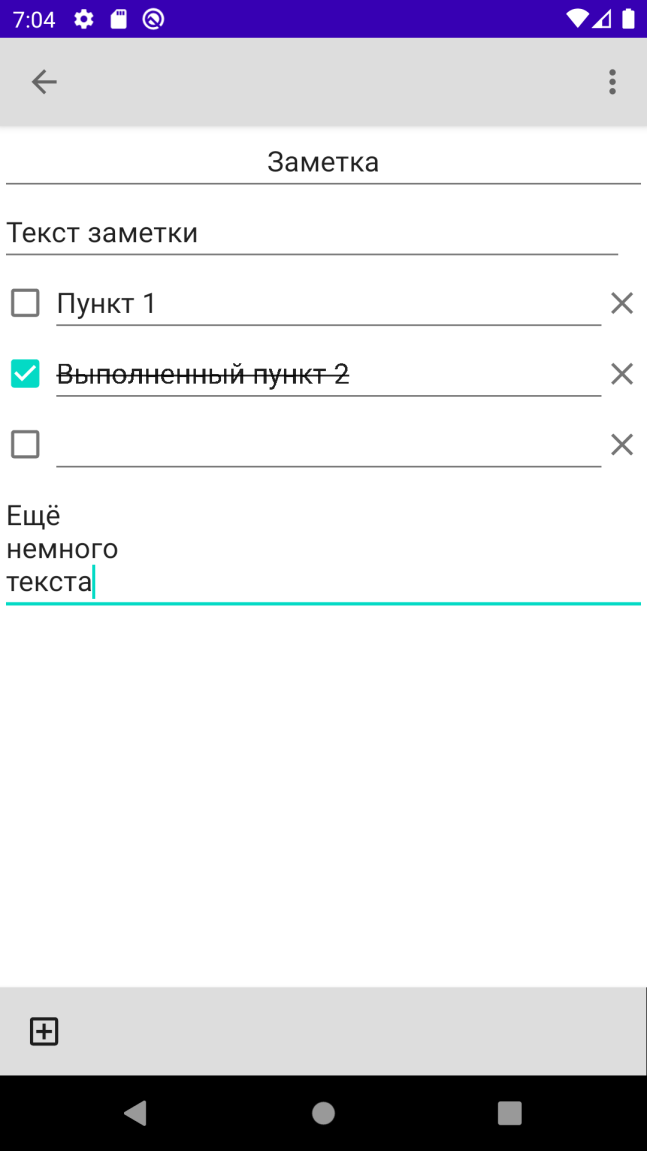 7:04
Заметка
Текст заметки
Пункт 1
Выполненный пункт 2
Ещё
немного
текста